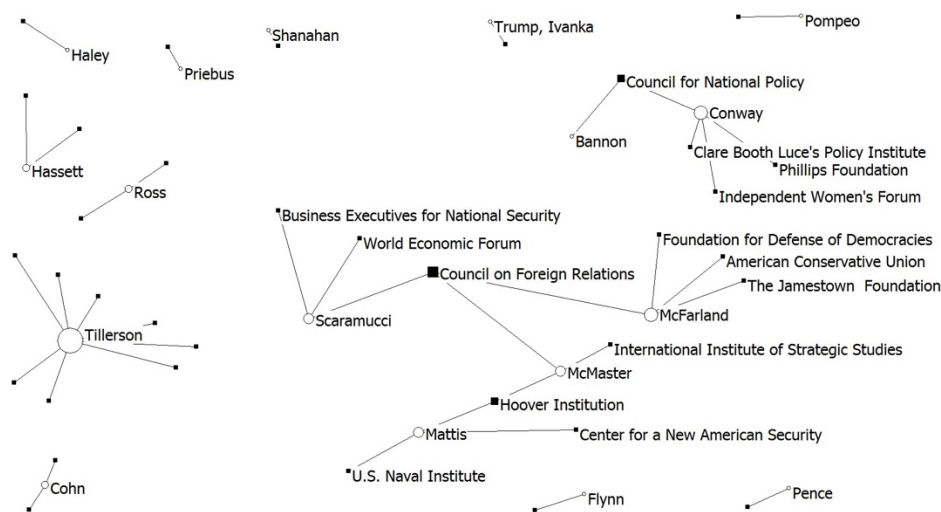 Shanahan
Trump, Ivanka
Pompeo
Haley
Priebus
Council for National Policy
Conway
Bannon
Clare Booth Luce's Policy Institute
Phillips Foundation
Hassett
Ross
Independent Women's Forum
Business Executives for National Security
World Economic Forum
Foundation for Defense of Democracies
American Conservative Union
Council on Foreign Relations
The Jamestown Foundation
Scaramucci
McFarland
Tillerson
International Institute of Strategic Studies
McMaster
Hoover Institution
Mattis
Center for a New American Security
U.S. Naval Institute
Cohn
Flynn
Pence